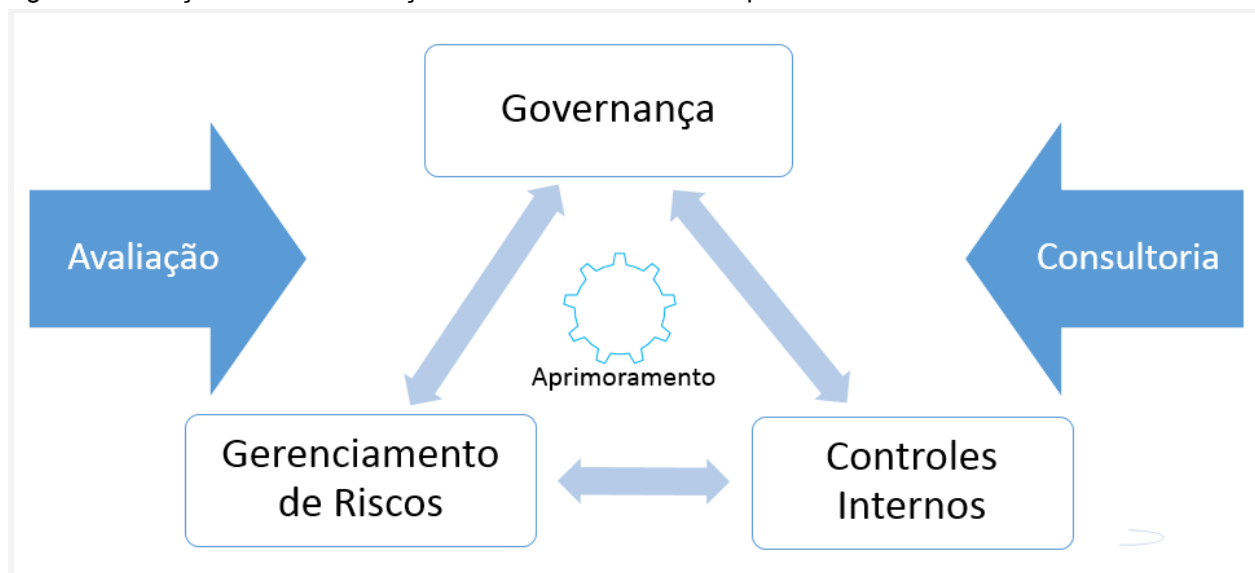 Governança
Avaliação
Consultoria
Aprimoramento
Gerenciamento
de Riscos
Controles
Internos